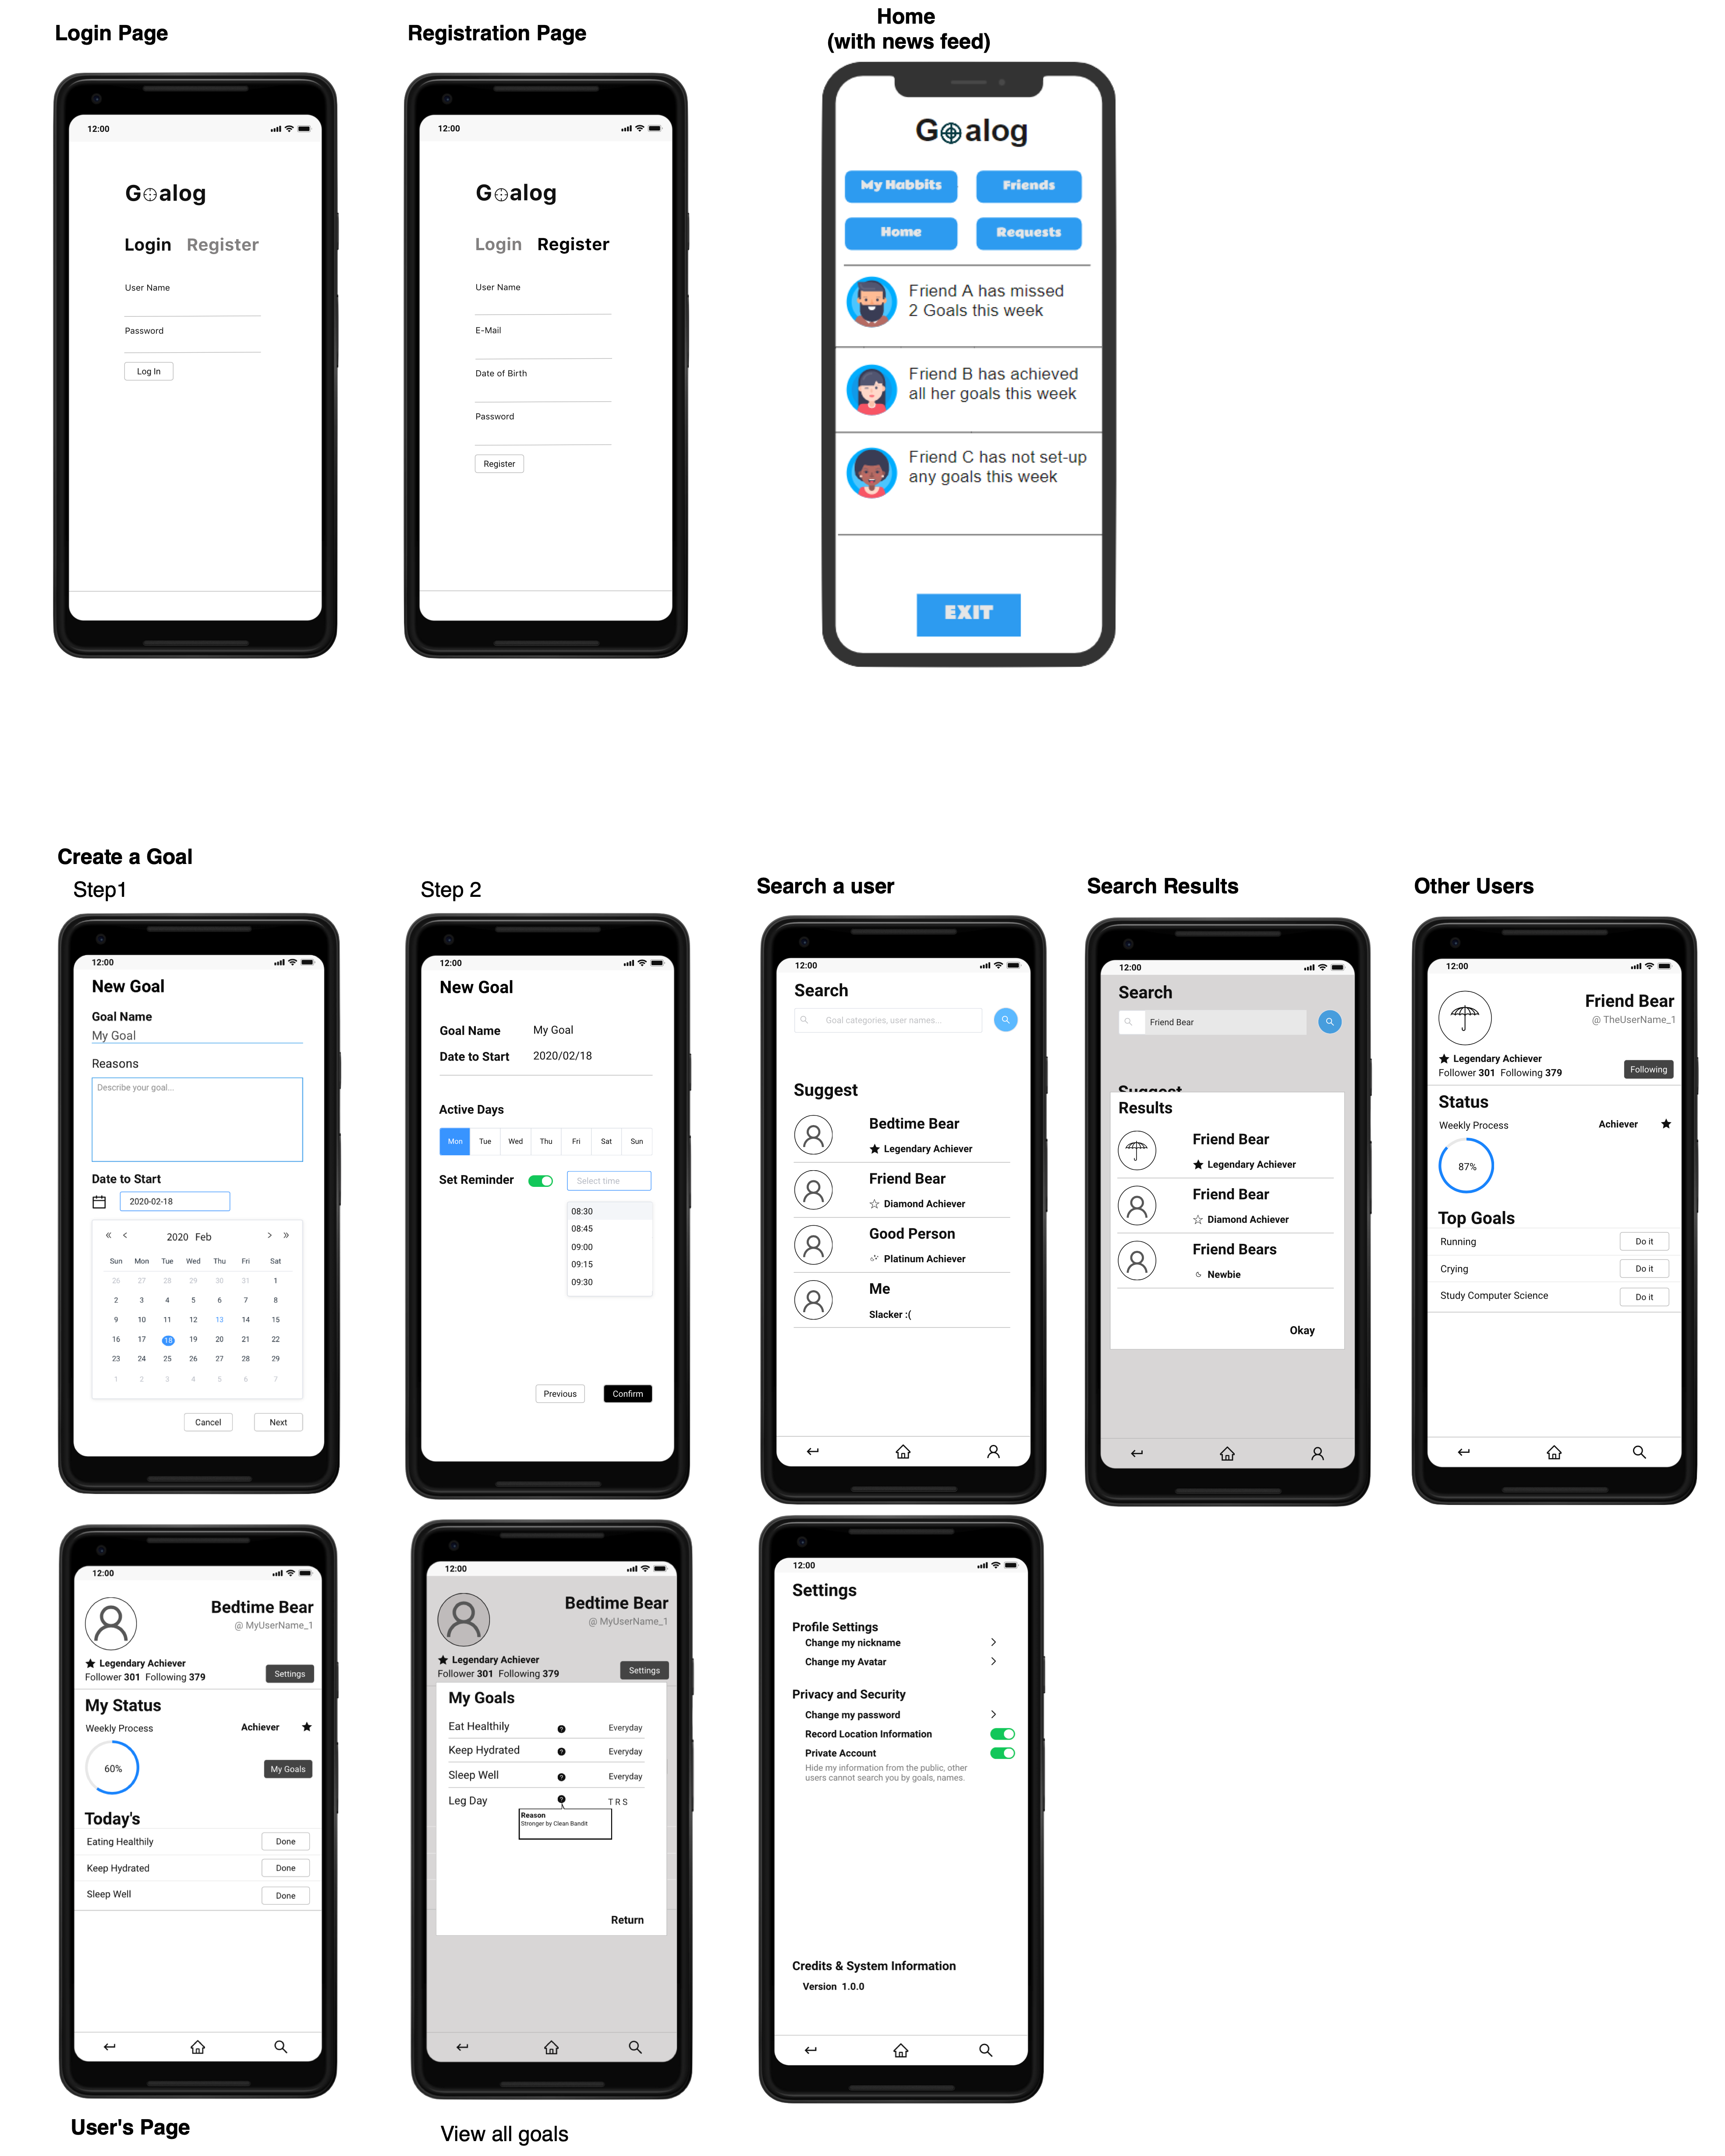 Login Page
12:00
Goalog
Login Register
User Name
Password
Log In
Registration Page
12:00
Goalog
Login Register
User Name
E-Mail
Date of Birth
Password
Register
Home
(with news feed)
Goalog
My Habbits Friends
Home Requests
Friend A has missed
2 Goals this week
Friend B has achieved
all her goals this week
Friend C has not set-up
any goals this week
EXIT
Create a Goal
Step1
12:00
New Goal
Goal Name
My Goal
Reasons
Describe your goal...
Date to Start
2020-02-18
« < 2020 Feb > »
Sun Mon Tue Wed Thu Fri Sat
26 27 28 29 30 31 1
2 3 4 5 6 7 8
9 10 11 12 13 14 15
16 17 18 19 20 21 22
23 24 25 26 27 28 29
1 2 3 4 5 6 7
Cancel Next
Step 2
12:00
New Goal
Goal Name My Goal
Date to Start 2020/02/18
Active Days
Mon Tue Wed Thu Fri Sat Sun
Set Reminder Select time
08:30
08:45
09:00
09:15
09:30
Previous Confirm
Search a user
12:00
Search
Goal categories, user names...
Suggest
Bedtime Bear
Legendary Achiever
Friend Bear
Diamond Achiever
Good Person
Platinum Achiever
Me
Slacker :(
Search Results
12:00
Search
Friend Bear
Suggest
Results
Friend Bear
Legendary Achiever
Friend Bear
Diamond Achiever
Friend Bears
Newbie
Okay
Other Users
12:00
Friend Bear
@ TheUserName_1
Legendary Achiever
Follower 301 Following 379
Following
Status
Weekly Process Achiever
87%
Top Goals
Running Do it
Crying Do it
Study Computer Science Do it
12:00
Bedtime Bear
@ MyUserName_1
Legendary Achiever
Follower 301 Following 379
Settings
My Status
Weekly Process Achiever
60%
My Goals
Today's
Eating Healthily Done
Keep Hydrated Done
Sleep Well Done
User's Page
12:00
Bedtime Bear
@ MyUserName_1
Legendary Achiever
Follower 301 Following 379
Settings
My Goals
Eat Healthily ? Everyday
Keep Hydrated ? Everyday
Sleep Well ? Everyday
Leg Day ? T R S
Reason
Stronger by Clean Bandit
Return
View all goals
12:00
Settings
Profile Settings
Change my nickname
Change my Avatar
Privacy and Security
Change my password
Record Location Information
Private Account
Hide my information from the public, other
users cannot search you by goals, names.
Credits & System Information
Version 1.0.0